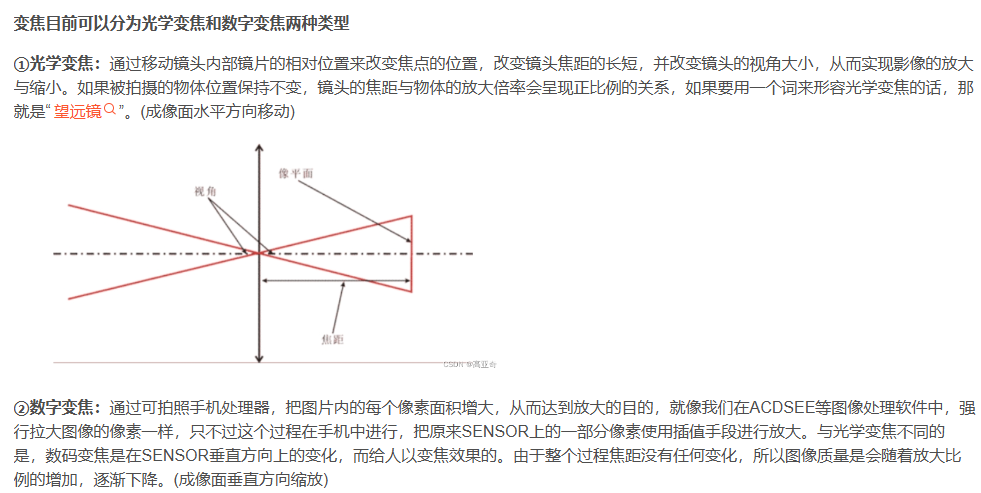 变焦目前可以分为光学变焦和数字变焦两种类型
①光学变焦：通过移动镜头内部镜片的相对位置来改变焦点的位置，改变镜头焦距的长短，并改变镜头的视角大小，从而实现影像的放大
与缩小。如果被拍摄的物体位置保持不变，镜头的焦距与物体的放大倍率会呈现正比例的关系，如果要用一个词来形容光学变焦的话，那
就是“望远镜”。(成像面水平方向移动)
像平面
视角
焦距
CSDN @高亚奇
②数字变焦：通过可拍照手机处理器，把图片内的每个像素面积增大，从而达到放大的目的，就像我们在ACDSEE等图像处理软件中，强
行拉大图像的像素一样，只不过这个过程在手机中进行，把原来SENSOR上的一部分像素使用插值手段进行放大。与光学变焦不同的
是，数码变焦是在SENSOR垂直方向上的变化，而给人以变焦效果的。由于整个过程焦距没有任何变化，所以图像质量是会随着放大比
例的增加，逐渐下降。(成像面垂直方向缩放)